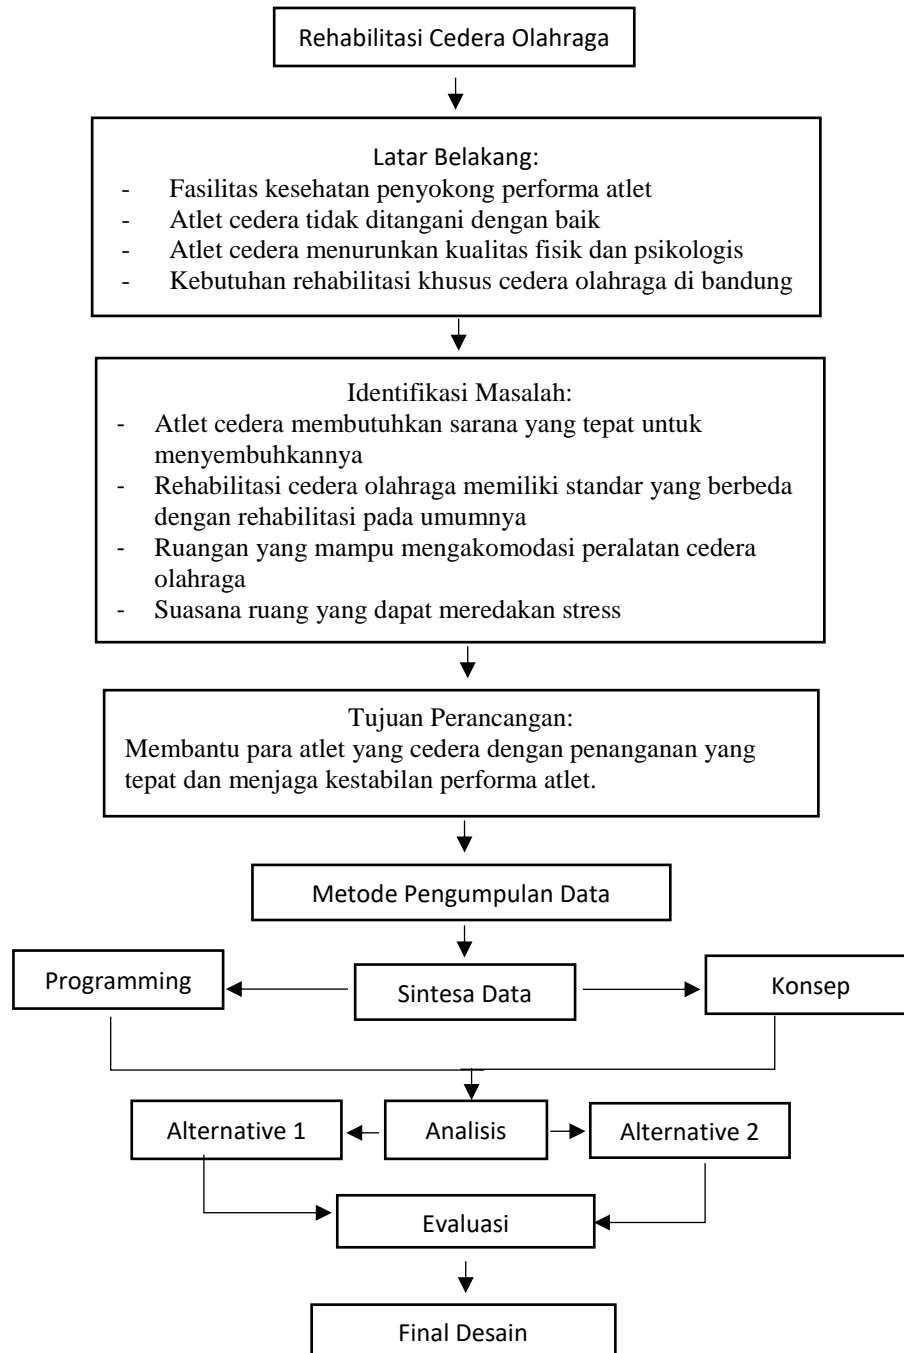 Rehabilitasi Cedera Olahraga
Latar Belakang:
- Fasilitas kesehatan penyokong performa atlet
- Atlet cedera tidak ditangani dengan baik
- Atlet cedera menurunkan kualitas fisik dan psikologis
- Kebutuhan rehabilitasi khusus cedera olahraga di bandung
Identifikasi Masalah:
- Atlet cedera membutuhkan sarana yang tepat untuk
menyembuhkannya
- Rehabilitasi cedera olahraga memiliki standar yang berbeda
dengan rehabilitasi pada umumnya
- Ruangan yang mampu mengakomodasi peralatan cedera
olahraga
- Suasana ruang yang dapat meredakan stress
Tujuan Perancangan:
Membantu para atlet yang cedera dengan penanganan yang
tepat dan menjaga kestabilan performa atlet.
Metode Pengumpulan Data
Programming
Sintesa Data
Konsep
Alternative 1
Analisis
Alternative 2
Evaluasi
Final Desain